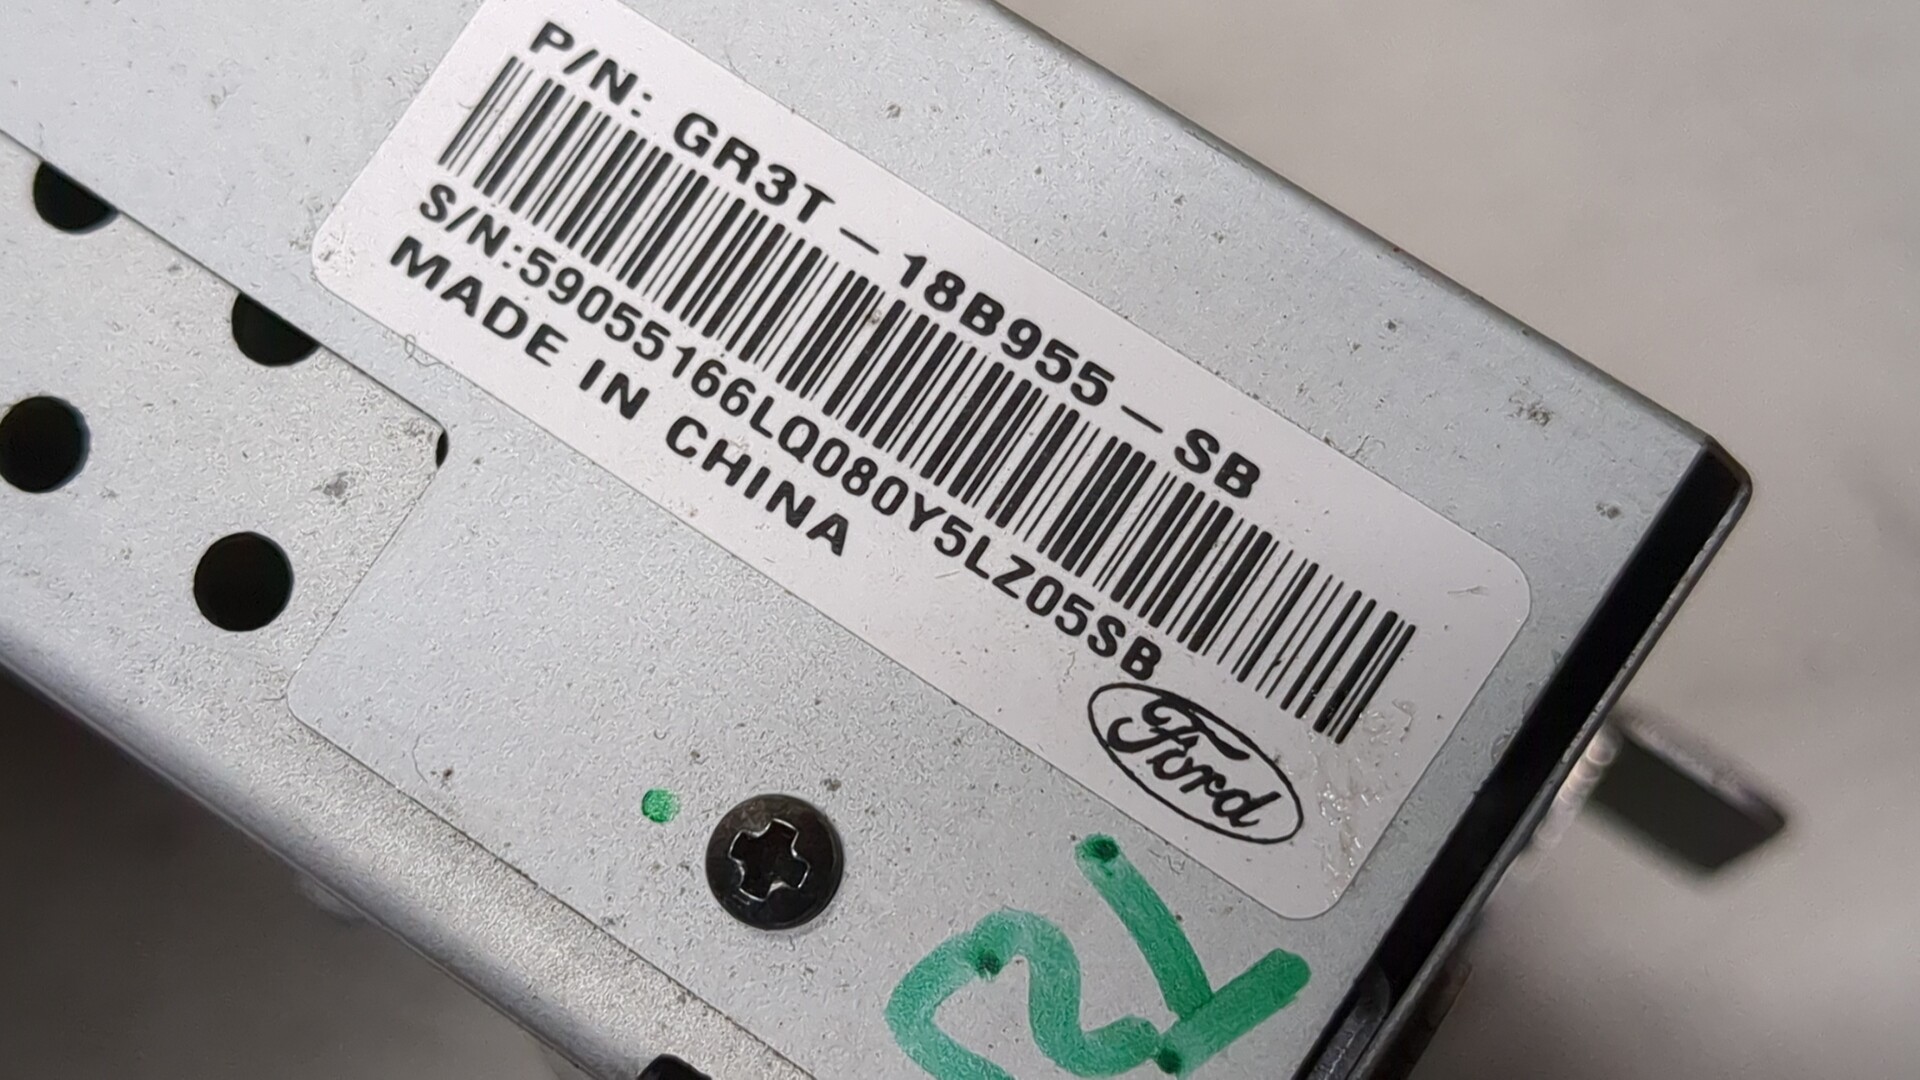 P/N: GR3T-18B955-SB
S/N:59055166LQ080Y5LZ05SB
MADE IN CHINA
Ford